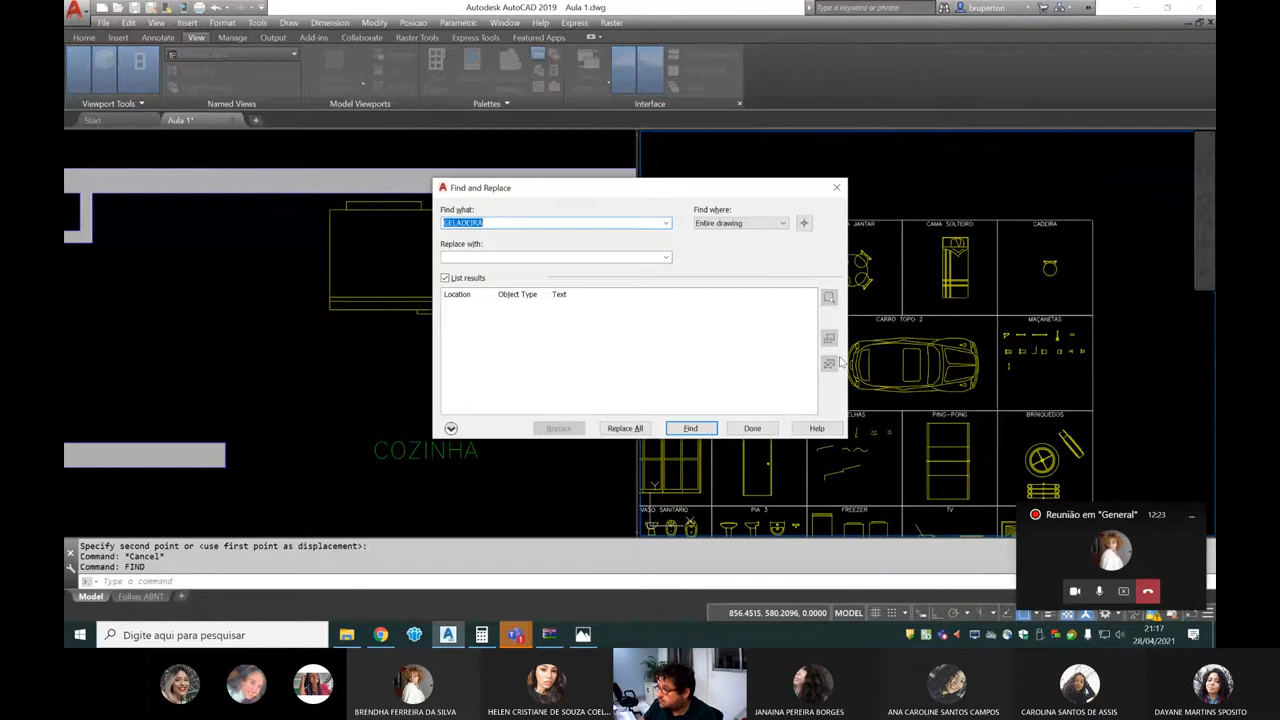 Autodesk AutoCAD 2019 Aula 1.dwg
Type a keyword or phrase
bruperton
File Edit View Insert Format Tools Draw Dimension Modify Posicao Parametric Window Help Express Raster
Home Insert Annotate View Manage Output Add-ins Collaborate Raster Tools Express Tools Featured Apps
Viewport Tools Named Views Model Viewports Palettes Interface
Start Aula 1*
Find and Replace
Find what:
GELADEIRA
Find where:
Entire drawing
Replace with:
List results
Location Object Type Text
Replace Replace All Find Done Help
JANTAR CAMA SOLTEIRO CADEIRA
CARRO TOPO 2 MAÇANETAS
PING-PONG BRINQUEDOS
VASO SANITÁRIO PIA 3 FREEZER TV
COZINHA
Specify second point or <use first point as displacement>:
Command: *Cancel*
Command: FIND
Type a command
Model Folhas ABNT
856.4515, 580.2096, 0.0000 MODEL
Reunião em "General" 12:23
Digite aqui para pesquisar
21:17
28/04/2021
BRENDHA FERREIRA DA SILVA
HELEN CRISTIANE DE SOUZA COEL...
JANAINA PEREIRA BORGES
ANA CAROLINE SANTOS CAMPOS
CAROLINA SANTOS DE ASSIS
DAYANE MARTINS SPOSITO